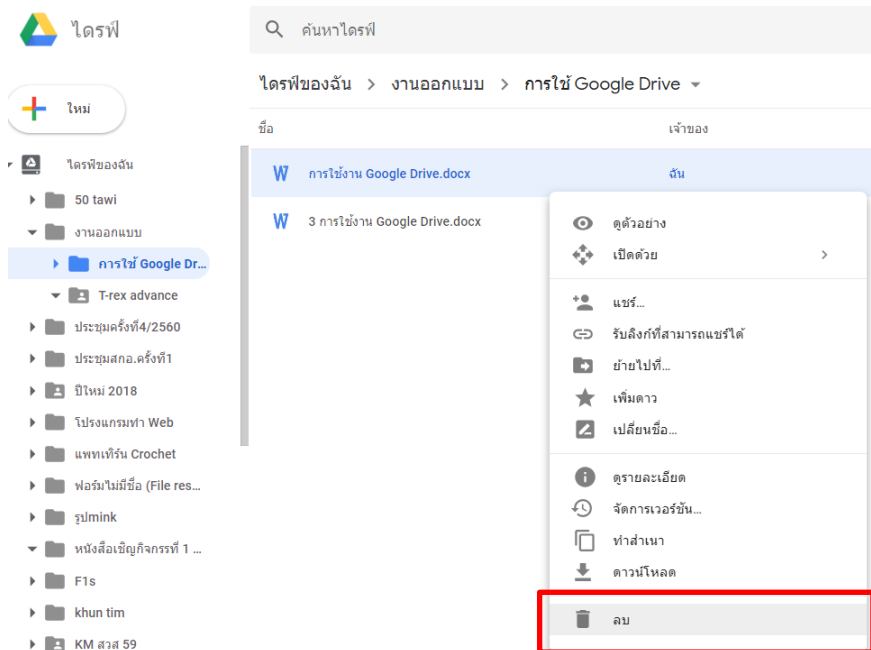 ไดรฟ์
ค้นหาไดรฟ์
ไดรฟ์ของฉัน > งานออกแบบ > การใช้ Google Drive
ใหม่
ชื่อ
เจ้าของ
ไดรฟ์ของฉัน
50 tawi
งานออกแบบ
การใช้ Google Dr...
T-rex advance
ประชุมครั้งที่4/2560
ประชุมสกอ.ครั้งที่1
ปีใหม่ 2018
โปรงแกรมทำ Web
แพทเทิร์น Crochet
ฟอร์มไม่มีชื่อ (File res...
รูปmink
หนังสือเชิญกิจกรรที่ 1 ...
F1s
khun tim
KM สวส 59
W การใช้งาน Google Drive.docx
ฉัน
W 3 การใช้งาน Google Drive.docx
ดูตัวอย่าง
เปิดด้วย
แชร์...
รับลิงก์ที่สามารถแชร์ได้
ย้ายไปที่...
เพิ่มดาว
เปลี่ยนชื่อ...
ดูรายละเอียด
จัดการเวอร์ชัน...
ทำสำเนา
ดาวน์โหลด
ลบ